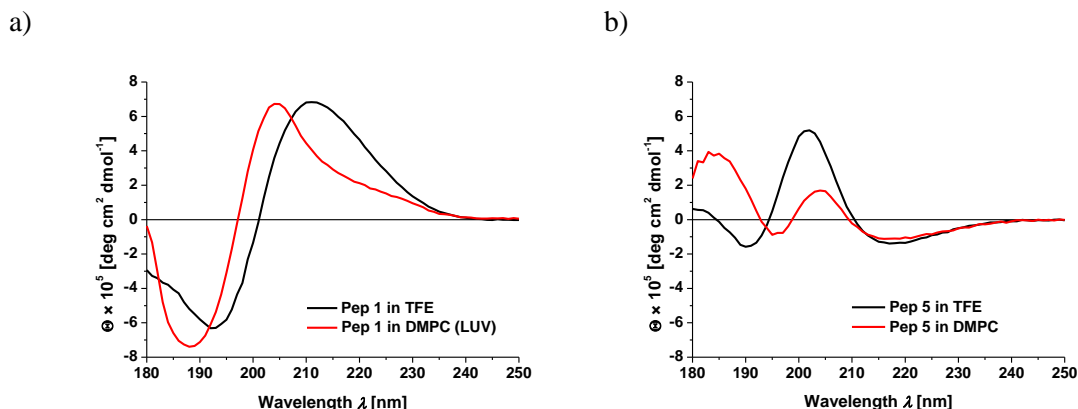 a)
b)
8
6
4
2
0
-2
-4
-6
-8
Θ × 10⁵ [deg cm² dmol⁻¹]
Pep 1 in TFE
Pep 1 in DMPC (LUV)
180 190 200 210 220 230 240 250
Wavelength λ [nm]
8
6
4
2
0
-2
-4
-6
-8
Θ × 10⁵ [deg cm² dmol⁻¹]
Pep 5 in TFE
Pep 5 in DMPC
180 190 200 210 220 230 240 250
Wavelength λ [nm]